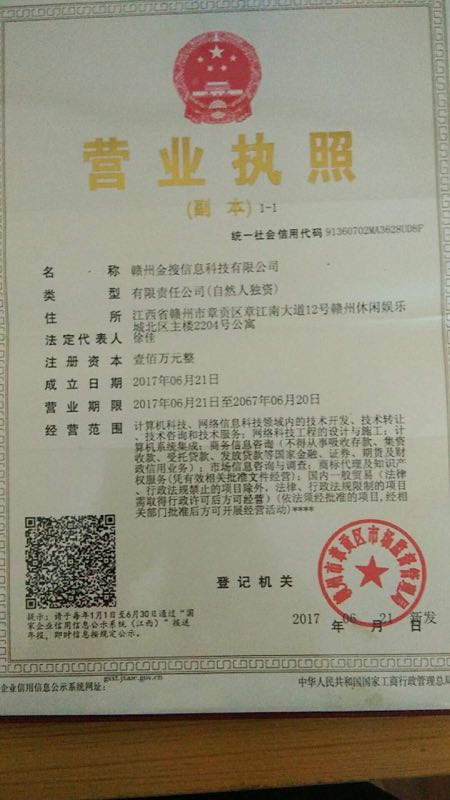 营业执照
(副 本) 1-1
统一社会信用代码 91360702MA3628UD8F
名 称 赣州金搜信息科技有限公司
类 型 有限责任公司(自然人独资)
住 所 江西省赣州市章贡区章江南大道12号赣州休闲娱乐
城北区主楼2204号公寓
法定代表人 徐佳
注册资本 壹佰万元整
成立日期 2017年06月21日
营业期限 2017年06月21日至2067年06月20日
经营范围 计算机科技、网络信息科技领域内的技术开发、技术转让
、技术咨询和技术服务；网络科技工程的设计与施工；计
算机系统集成；商务信息咨询（不得从事吸收存款、集资
收款、受托贷款、发放贷款等国家金融、证券、期货及财
政信用业务）；市场信息咨询与调查；商标代理及知识产
权服务(凭有效相关批准文件经营)；国内一般贸易（法律
、行政法规禁止的项目除外，法律、行政法规限制的项目
需取得行政许可后方可经营）(依法须经批准的项目,经相
关部门批准后方可开展经营活动)****
登记机关
赣州市章贡区市场监督管理局
2017 年 06 月 21 日 新发
提示：请于每年1月1日至6月30日通过“国
家企业信用信息公示系统（江西）”报送
年报，即时信息按规定公示。
企业信用信息公示系统网址： gsxt.jxaic.gov.cn
中华人民共和国国家工商行政管理总局